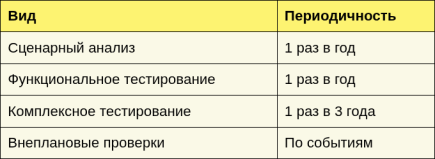 Вид Периодичность
Сценарный анализ 1 раз в год
Функциональное тестирование 1 раз в год
Комплексное тестирование 1 раз в 3 года
Внеплановые проверки По событиям